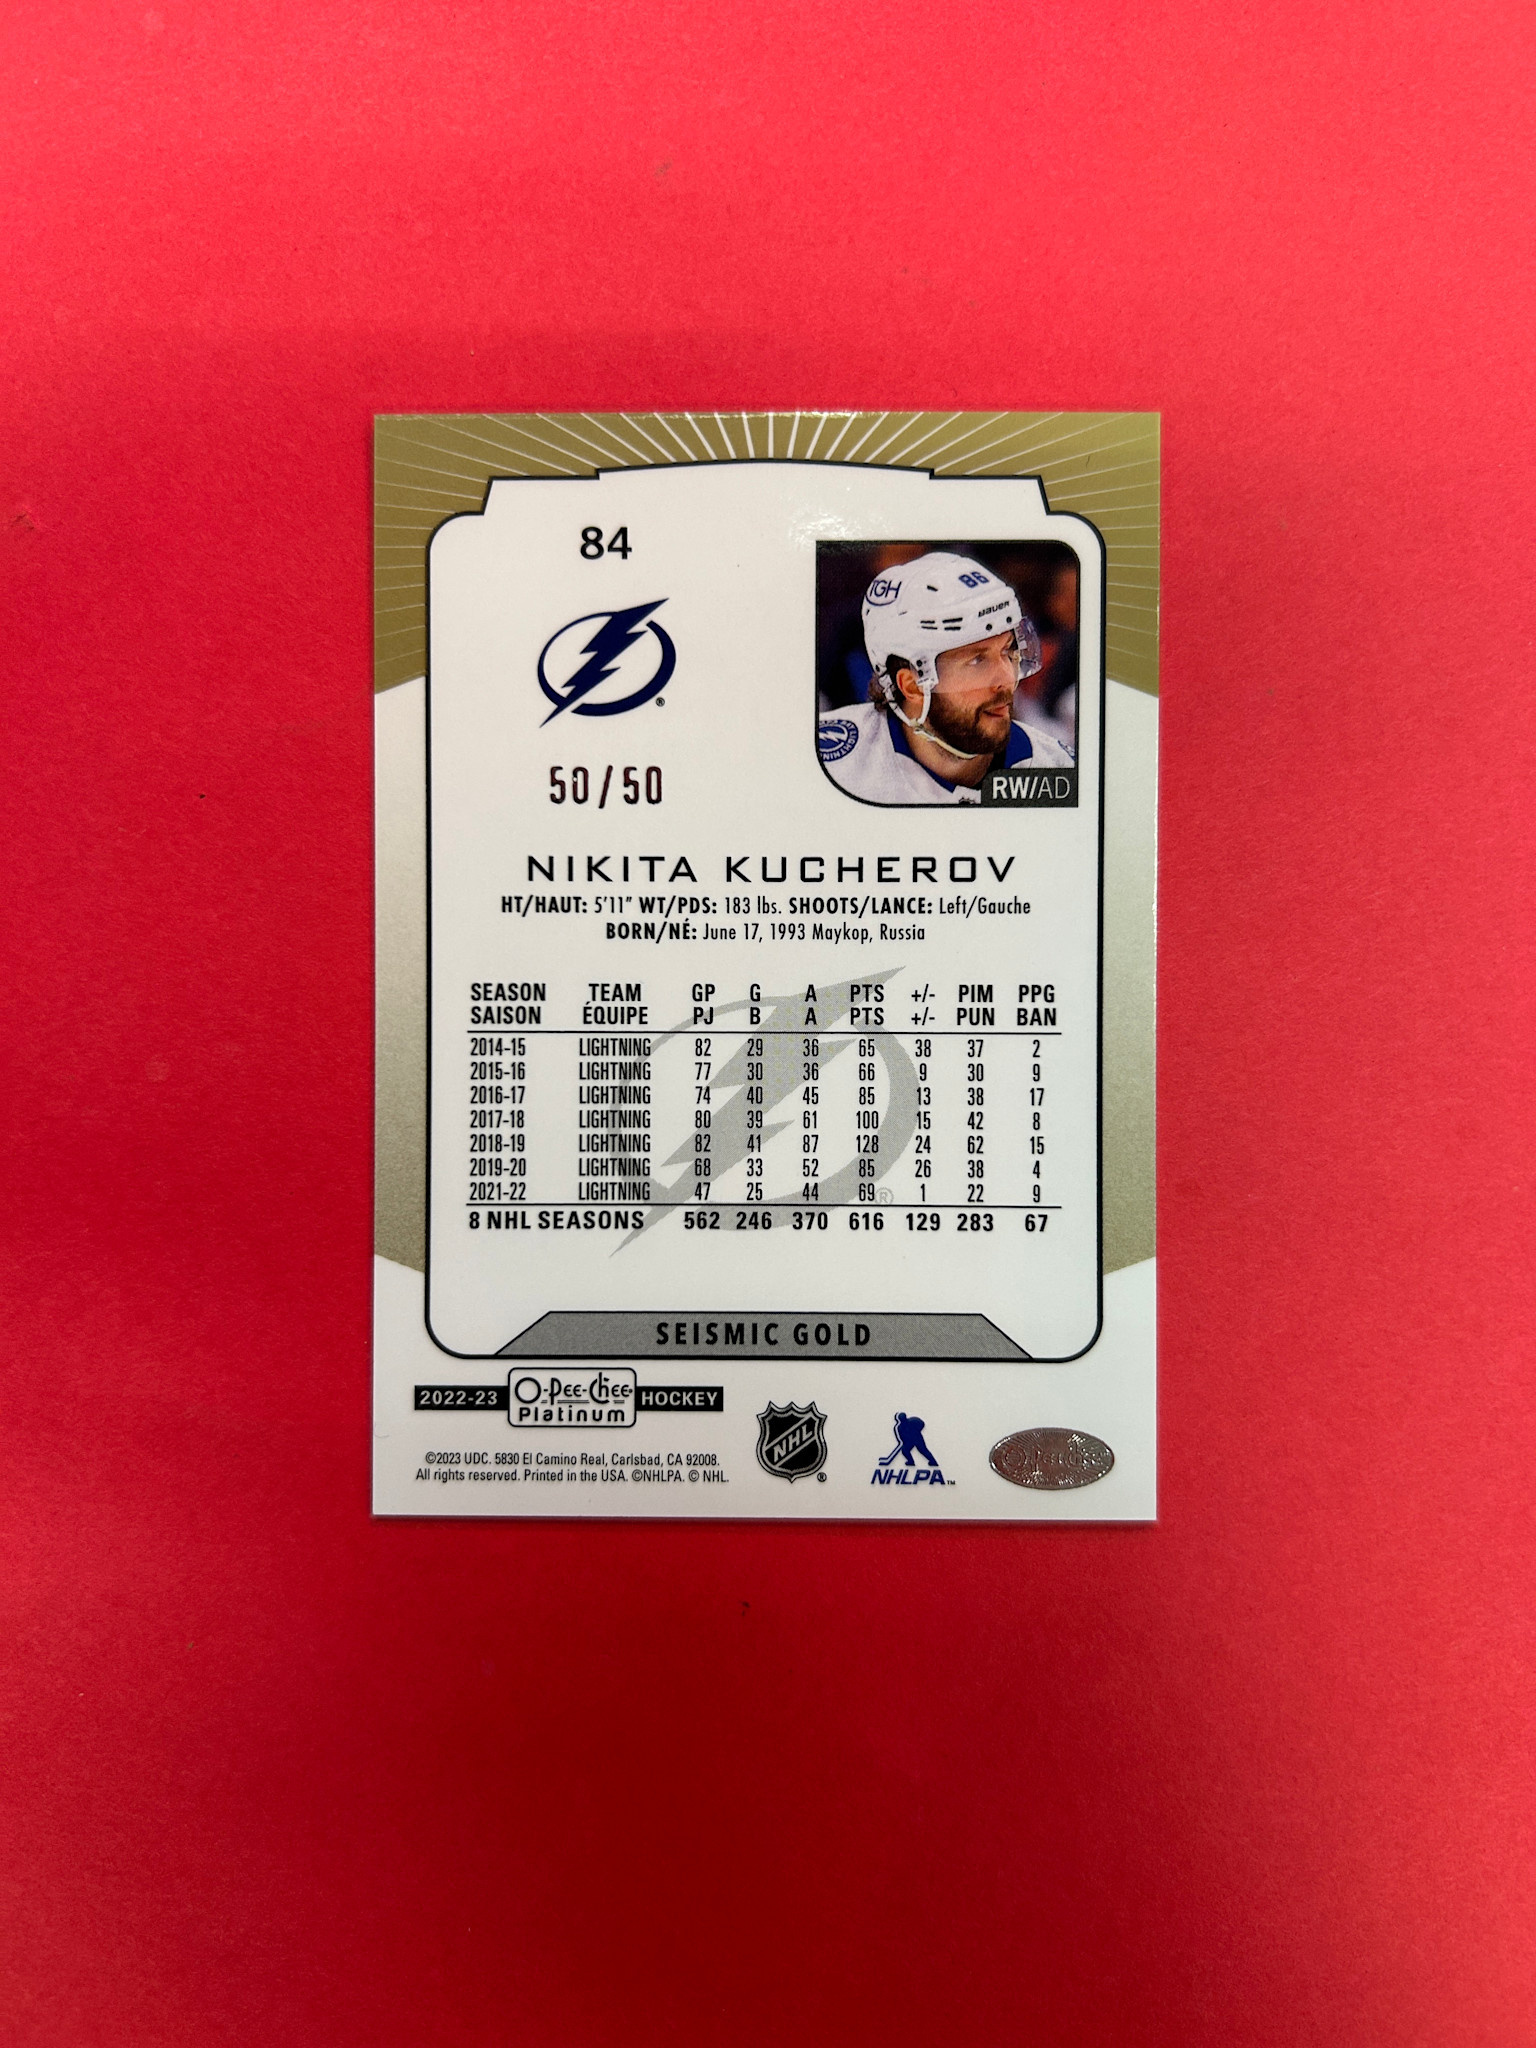 84
TGH
86
BAUER
®
RW/AD
50/50
NIKITA KUCHEROV
HT/HAUT: 5'11" WT/PDS: 183 lbs. SHOOTS/LANCE: Left/Gauche
BORN/NÉ: June 17, 1993 Maykop, Russia
SEASON TEAM GP G A PTS +/- PIM PPG
SAISON ÉQUIPE PJ B A PTS +/- PUN BAN
2014-15 LIGHTNING 82 29 36 65 38 37 2
2015-16 LIGHTNING 77 30 36 66 9 30 9
2016-17 LIGHTNING 74 40 45 85 13 38 17
2017-18 LIGHTNING 80 39 61 100 15 42 8
2018-19 LIGHTNING 82 41 87 128 24 62 15
2019-20 LIGHTNING 68 33 52 85 26 38 4
2021-22 LIGHTNING 47 25 44 69 1 22 9
®
8 NHL SEASONS 562 246 370 616 129 283 67
SEISMIC GOLD
2022-23 O-Pee-Chee Platinum HOCKEY
©2023 UDC. 5830 El Camino Real, Carlsbad, CA 92008.
All rights reserved. Printed in the USA. ©NHLPA. © NHL.
NHL ®
NHLPA™
O-Pee-Chee